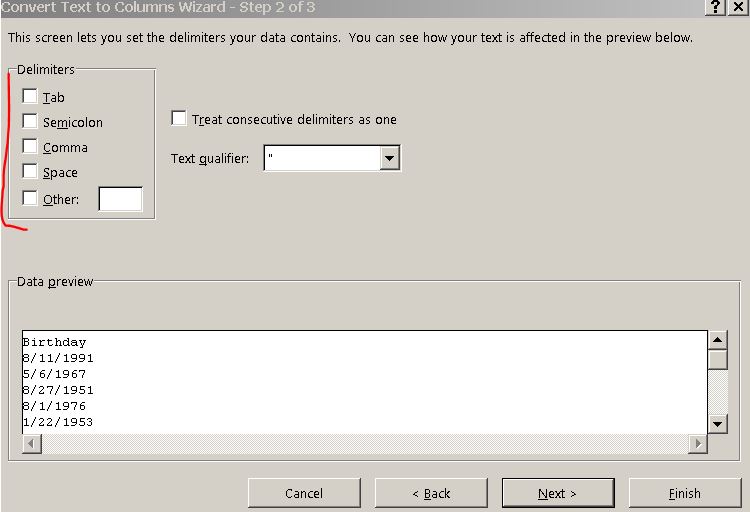 Convert Text to Columns Wizard - Step 2 of 3
This screen lets you set the delimiters your data contains.  You can see how your text is affected in the preview below.
Delimiters
Tab
Semicolon
Comma
Space
Other:
Treat consecutive delimiters as one
Text qualifier: "
Data preview
Birthday
8/11/1991
5/6/1967
8/27/1951
8/1/1976
1/22/1953
Cancel < Back Next > Finish